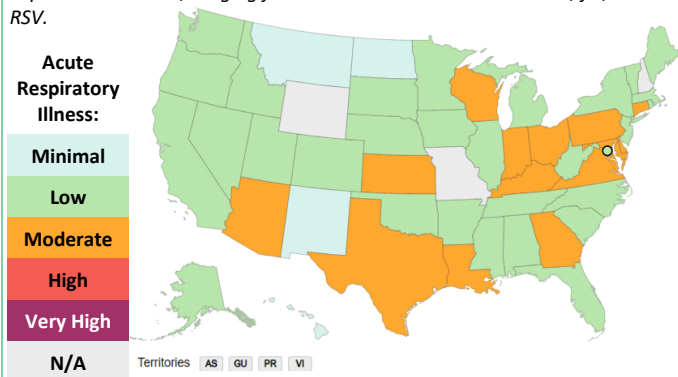 RSV.
Acute
Respiratory
Illness:
Minimal
Low
Moderate
High
Very High
N/A
Territories AS GU PR VI